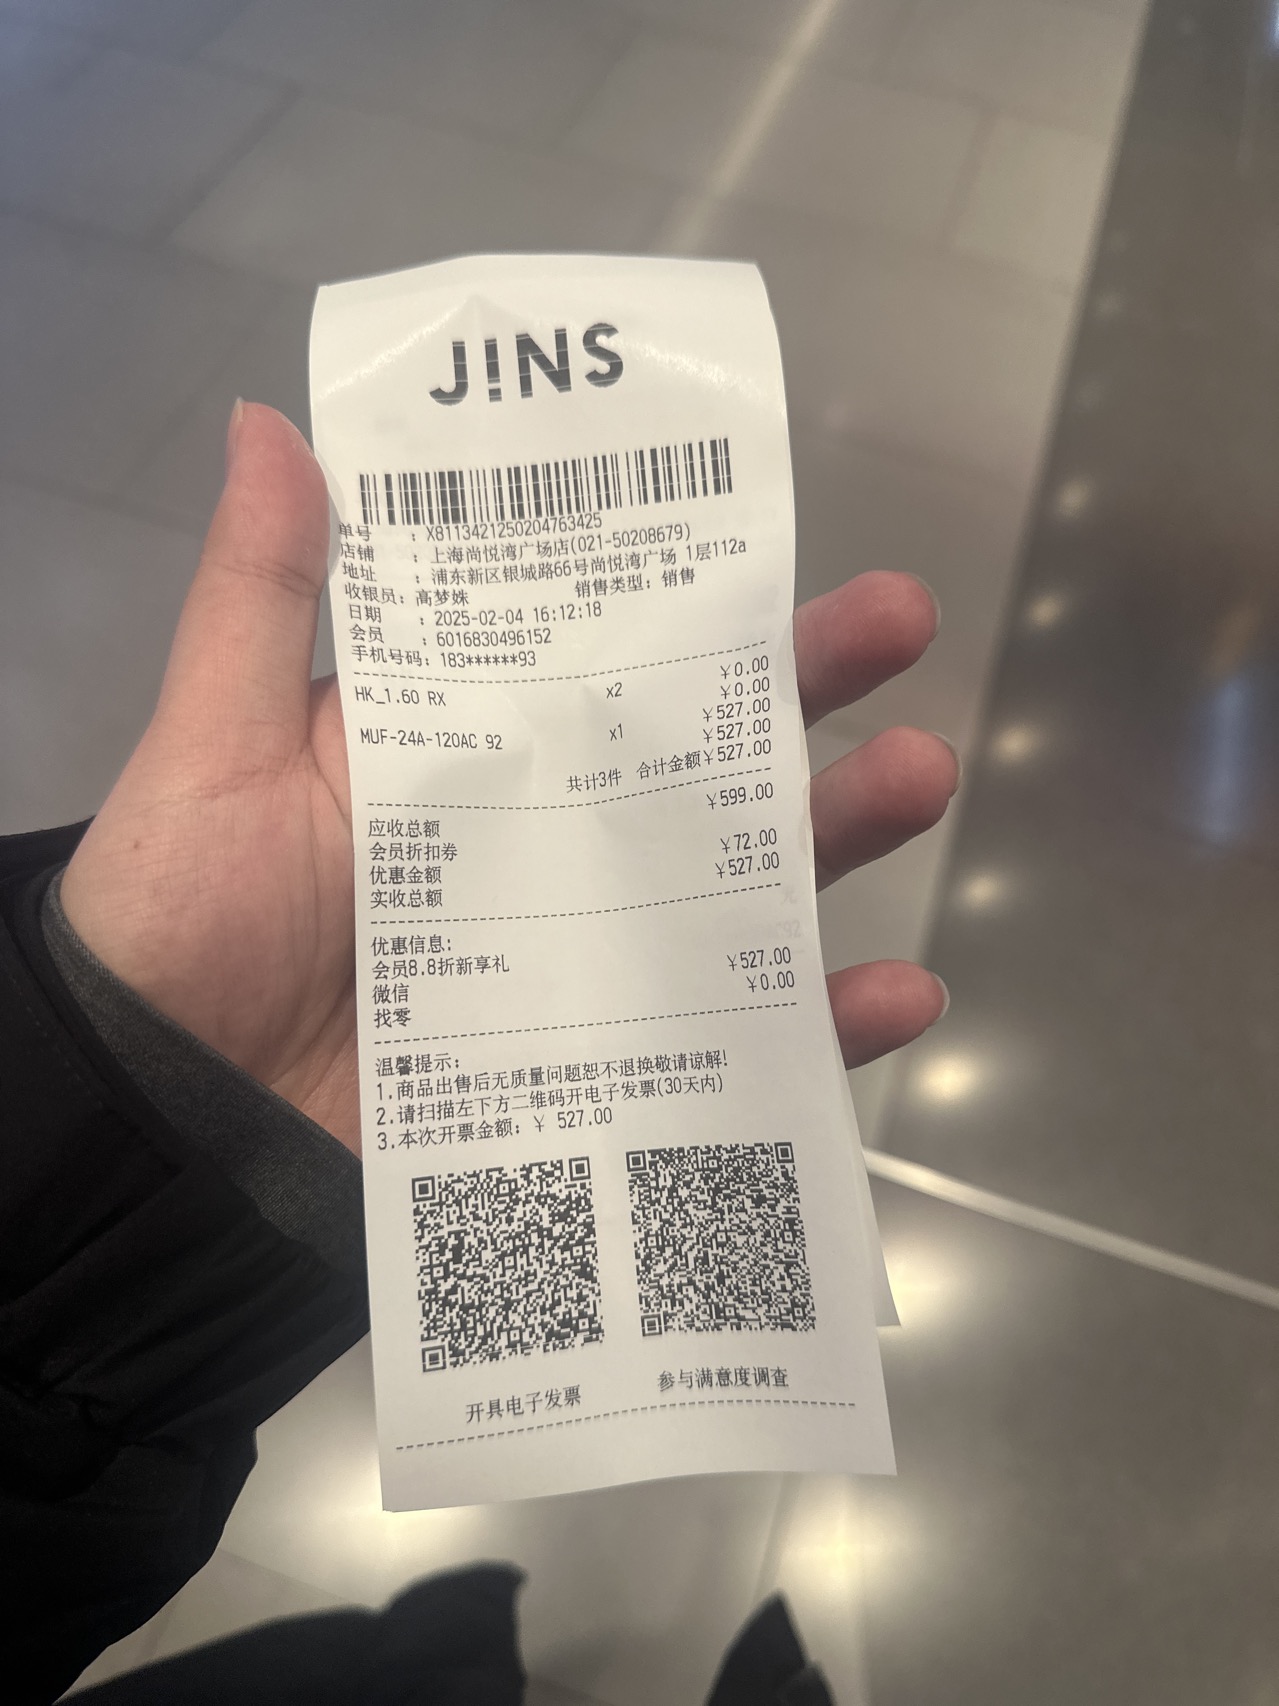 JINS
单号 : X8113421250204763425
店铺 : 上海尚悦湾广场店(021-50208679)
地址 : 浦东新区银城路66号尚悦湾广场 1层112a
收银员: 高梦姝 销售类型: 销售
日期 : 2025-02-04 16:12:18
会员 : 6016830496152
手机号码: 183******93
¥0.00
HK_1.60 RX x2 ¥0.00
¥527.00
MUF-24A-120AC 92 x1 ¥527.00
共计3件 合计金额¥527.00
应收总额 ¥599.00
会员折扣券
优惠金额 ¥72.00
实收总额 ¥527.00
优惠信息:
会员8.8折新享礼
微信 ¥527.00
找零 ¥0.00
温馨提示:
1.商品出售后无质量问题恕不退换敬请谅解!
2.请扫描左下方二维码开电子发票(30天内)
3.本次开票金额: ¥ 527.00
开具电子发票 参与满意度调查